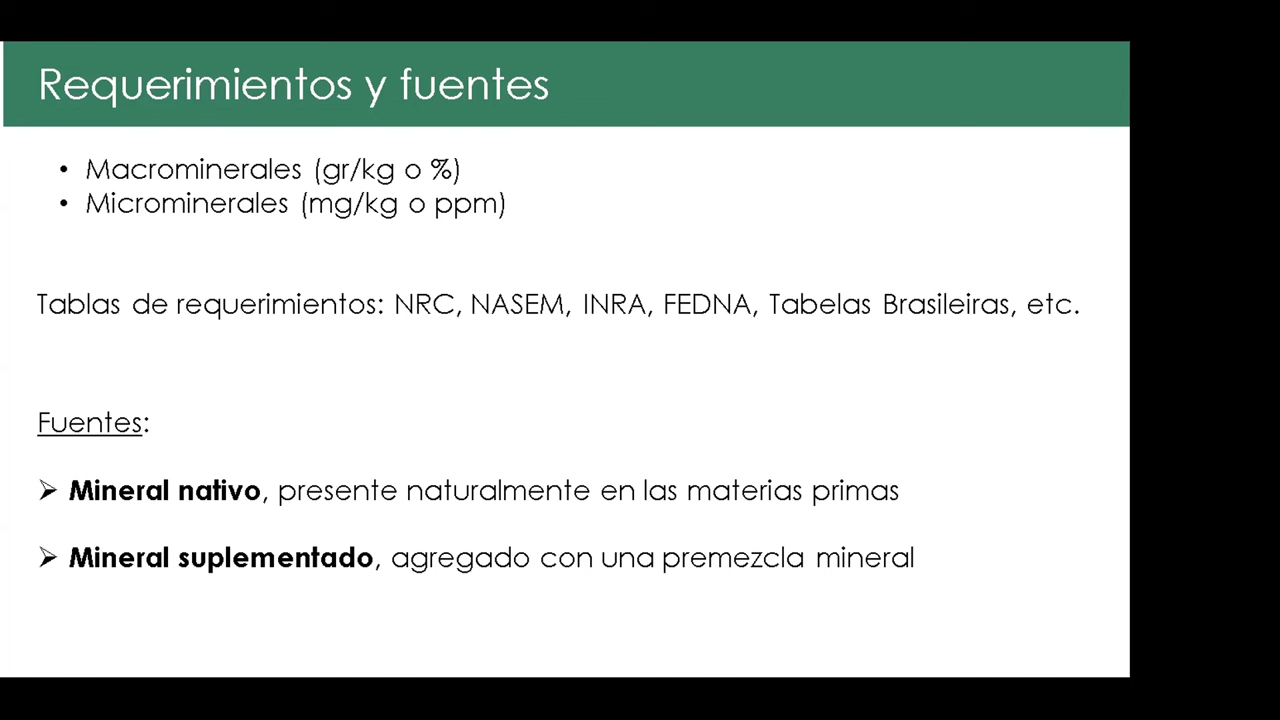 Requerimientos y fuentes
• Macrominerales (gr/kg o %)
• Microminerales (mg/kg o ppm)
Tablas de requerimientos: NRC, NASEM, INRA, FEDNA, Tabelas Brasileiras, etc.
Fuentes:
➢ Mineral nativo, presente naturalmente en las materias primas
➢ Mineral suplementado, agregado con una premezcla mineral